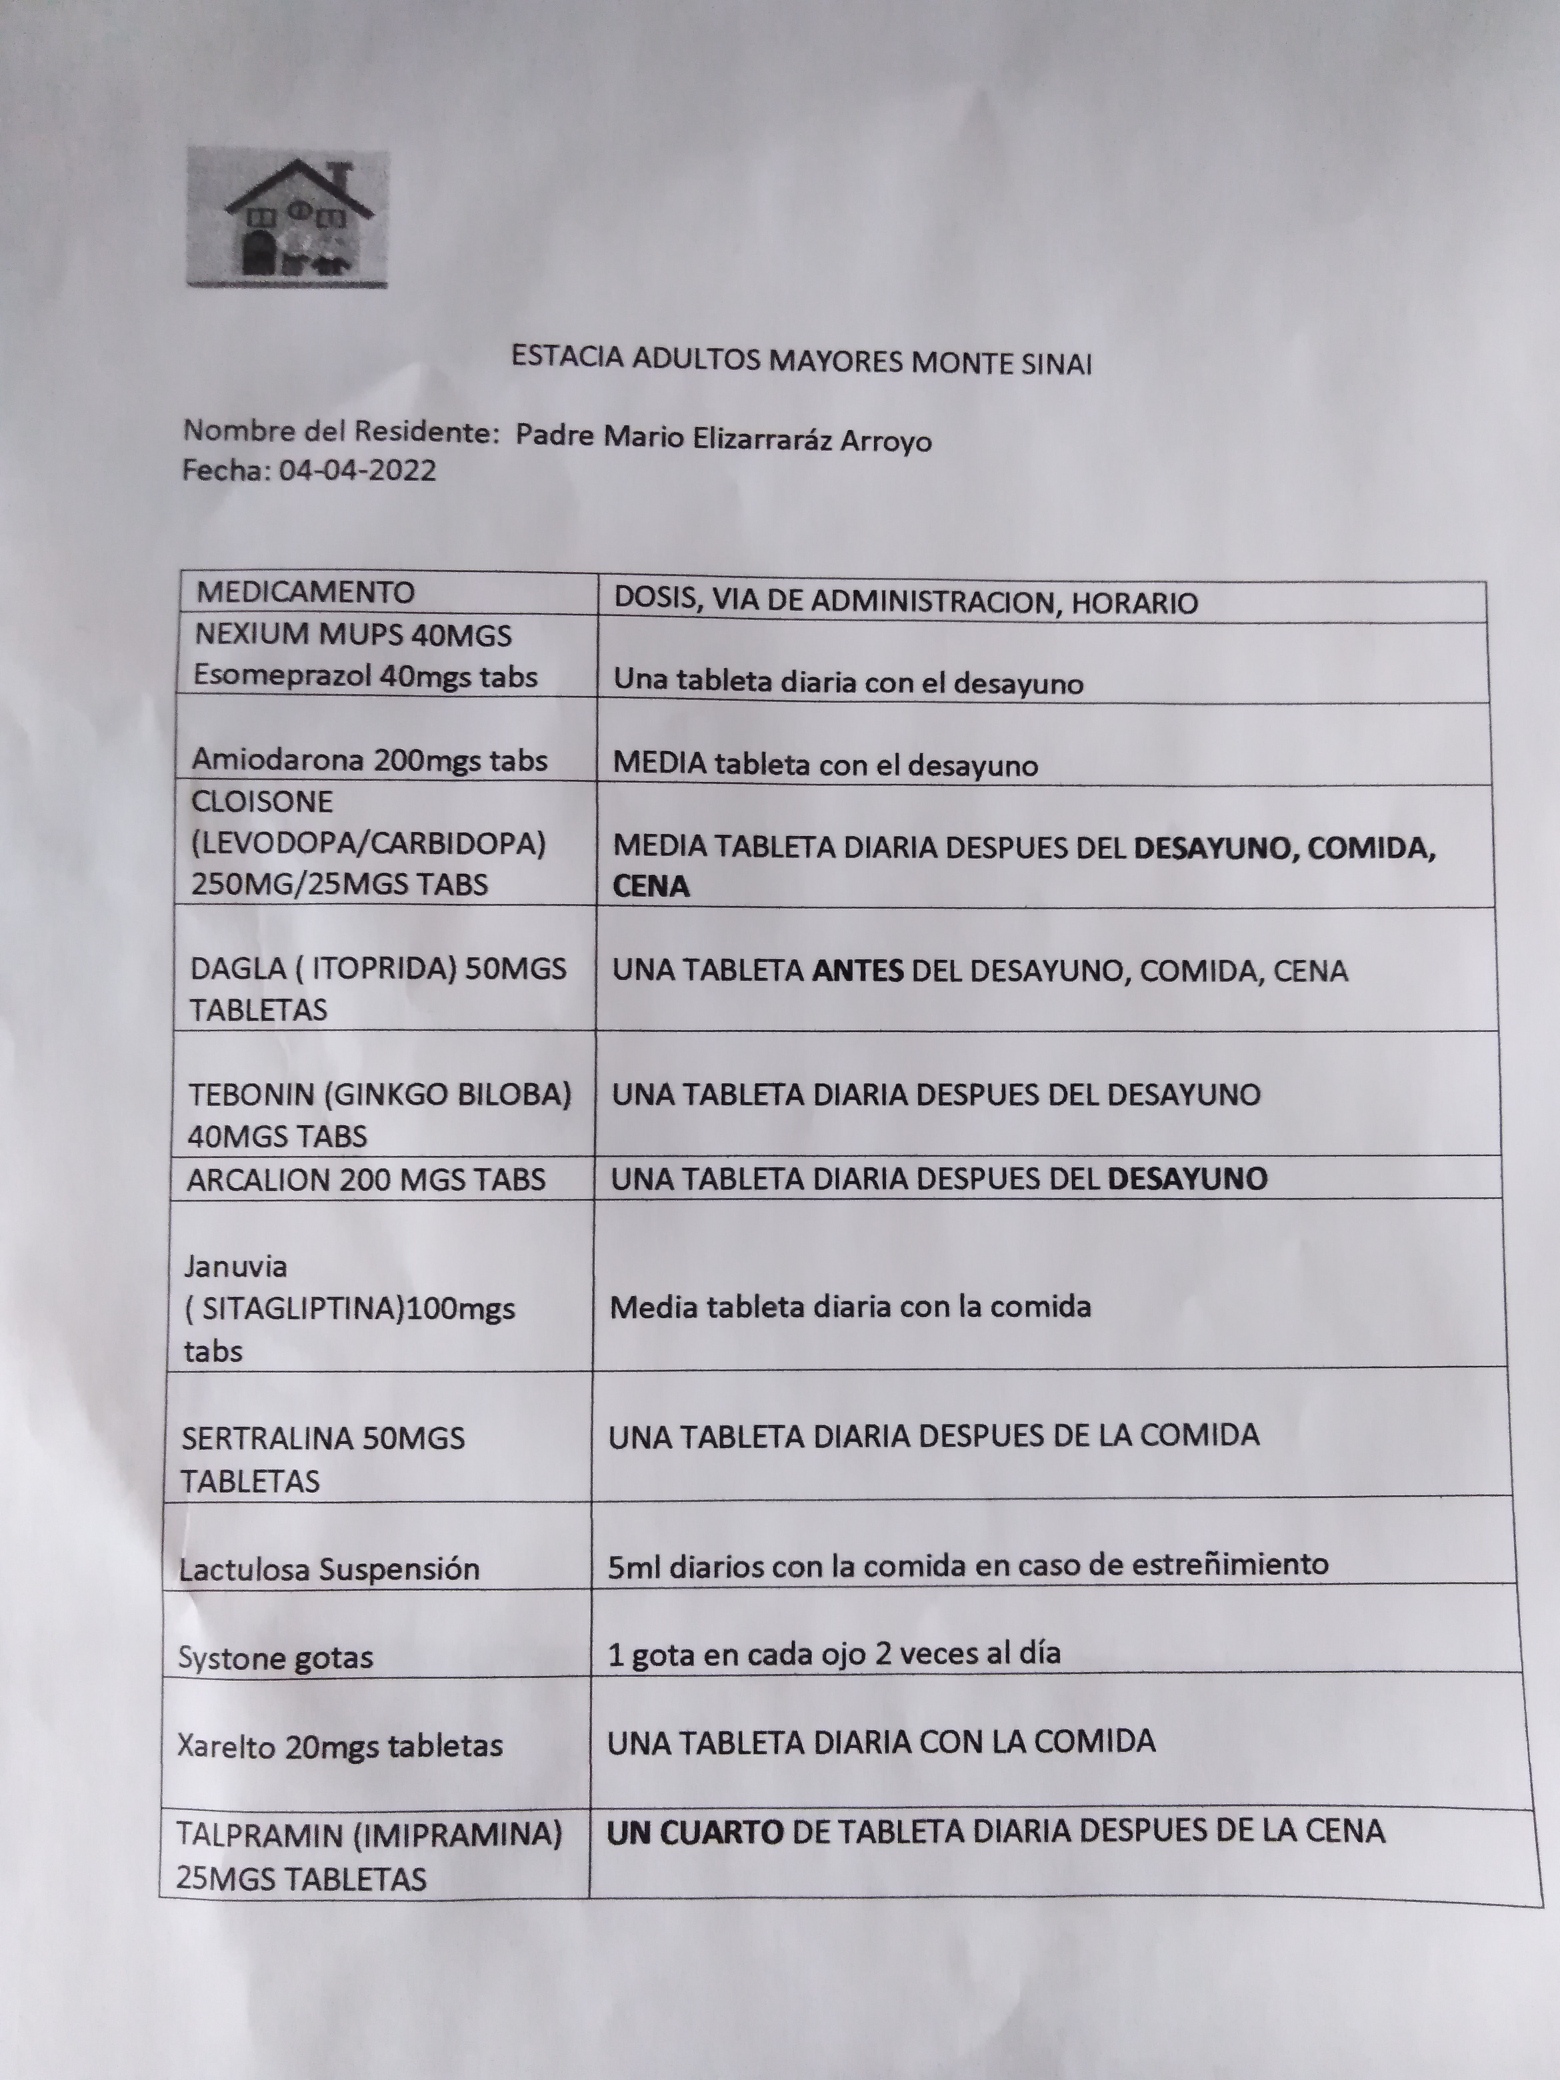 ESTACIA ADULTOS MAYORES MONTE SINAI
Nombre del Residente: Padre Mario Elizarraráz Arroyo
Fecha: 04-04-2022
MEDICAMENTO
DOSIS, VIA DE ADMINISTRACION, HORARIO
NEXIUM MUPS 40MGS
Esomeprazol 40mgs tabs
Una tableta diaria con el desayuno
Amiodarona 200mgs tabs
MEDIA tableta con el desayuno
CLOISONE
(LEVODOPA/CARBIDOPA)
250MG/25MGS TABS
MEDIA TABLETA DIARIA DESPUES DEL DESAYUNO, COMIDA,
CENA
DAGLA ( ITOPRIDA) 50MGS
TABLETAS
UNA TABLETA ANTES DEL DESAYUNO, COMIDA, CENA
TEBONIN (GINKGO BILOBA)
40MGS TABS
UNA TABLETA DIARIA DESPUES DEL DESAYUNO
ARCALION 200 MGS TABS
UNA TABLETA DIARIA DESPUES DEL DESAYUNO
Januvia
( SITAGLIPTINA)100mgs
tabs
Media tableta diaria con la comida
SERTRALINA 50MGS
TABLETAS
UNA TABLETA DIARIA DESPUES DE LA COMIDA
Lactulosa Suspensión
5ml diarios con la comida en caso de estreñimiento
Systone gotas
1 gota en cada ojo 2 veces al día
Xarelto 20mgs tabletas
UNA TABLETA DIARIA CON LA COMIDA
TALPRAMIN (IMIPRAMINA)
25MGS TABLETAS
UN CUARTO DE TABLETA DIARIA DESPUES DE LA CENA